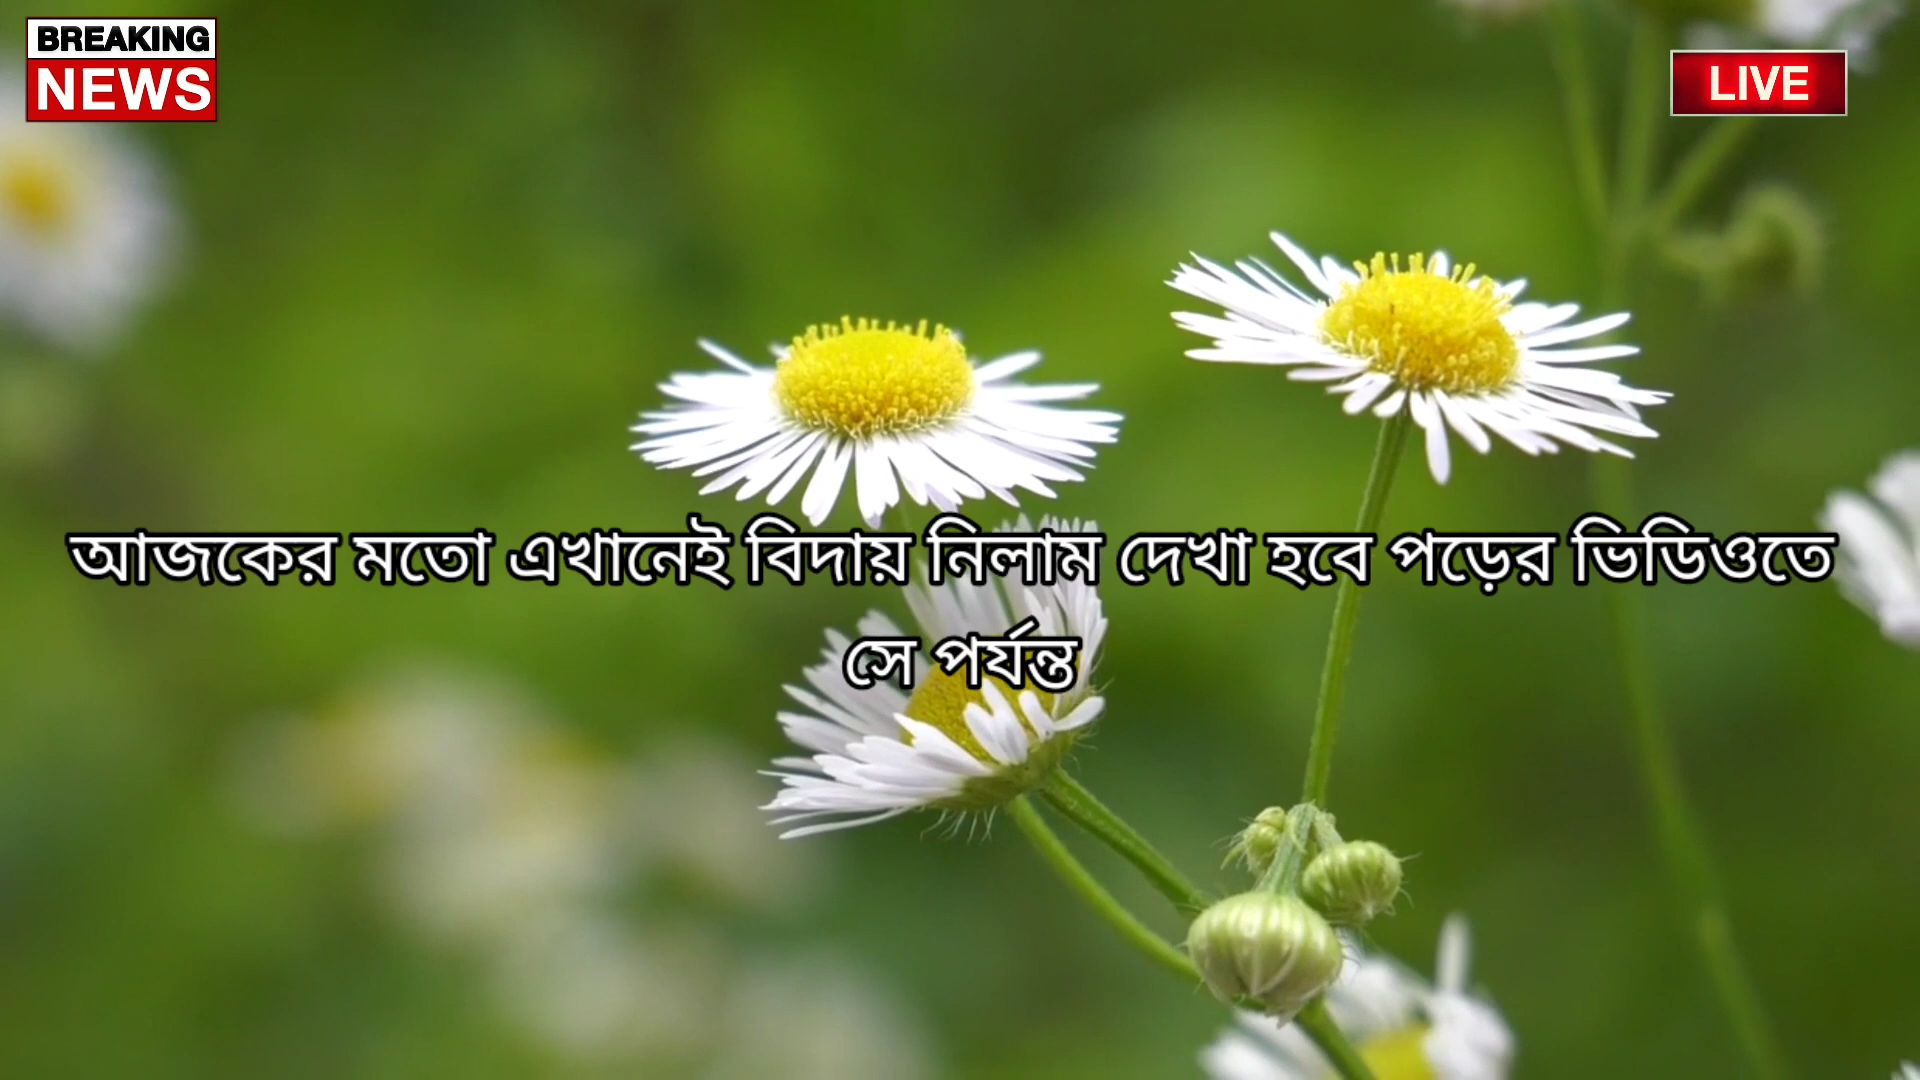 BREAKING
NEWS
LIVE
আজকের মতো এখানেই বিদায় নিলাম দেখা হবে পড়ের ভিডিওতে
সে পর্যন্ত